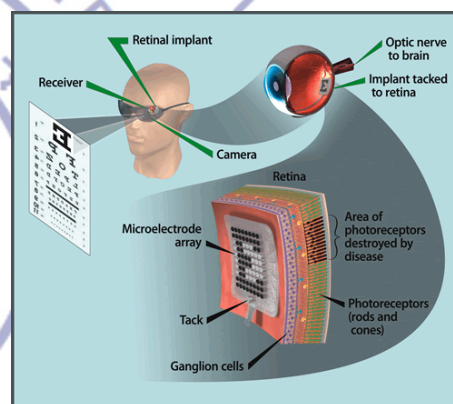 Retinal implant
Receiver
Camera
Optic nerve
to brain
Implant tacked
to retina
E
Retina
Microelectrode
array
Area of
photoreceptors
destroyed by
disease
Tack
Photoreceptors
(rods and
cones)
Ganglion cells